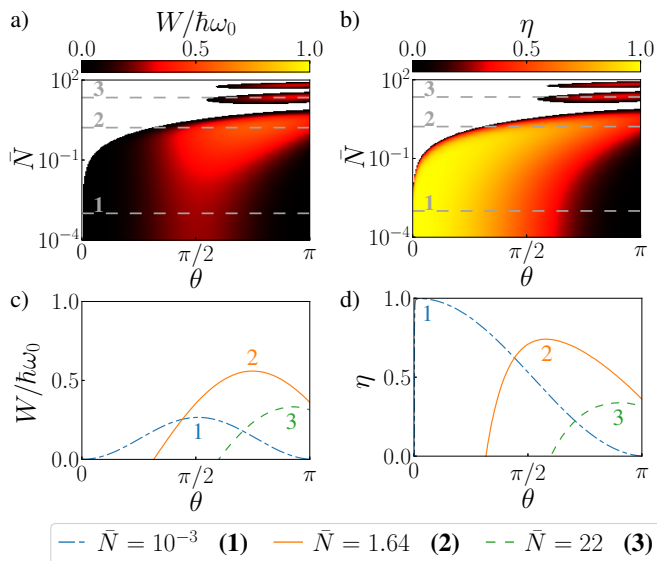 a) W/ħω₀ b) η
0.0 0.5 1.0 0.0 0.5 1.0
10² 3 10² 3
2 2
N̄ 10⁻¹ N̄ 10⁻¹
1 1
10⁻⁴ 10⁻⁴
0 π/2 π 0 π/2 π
θ θ
c) d)
1.0 1.0
1
2 2
W/ħω₀ 0.5 η 0.5
1 3 3
0.0 0.0
0 π/2 π 0 π/2 π
θ θ
N̄ = 10⁻³ (1) N̄ = 1.64 (2) N̄ = 22 (3)